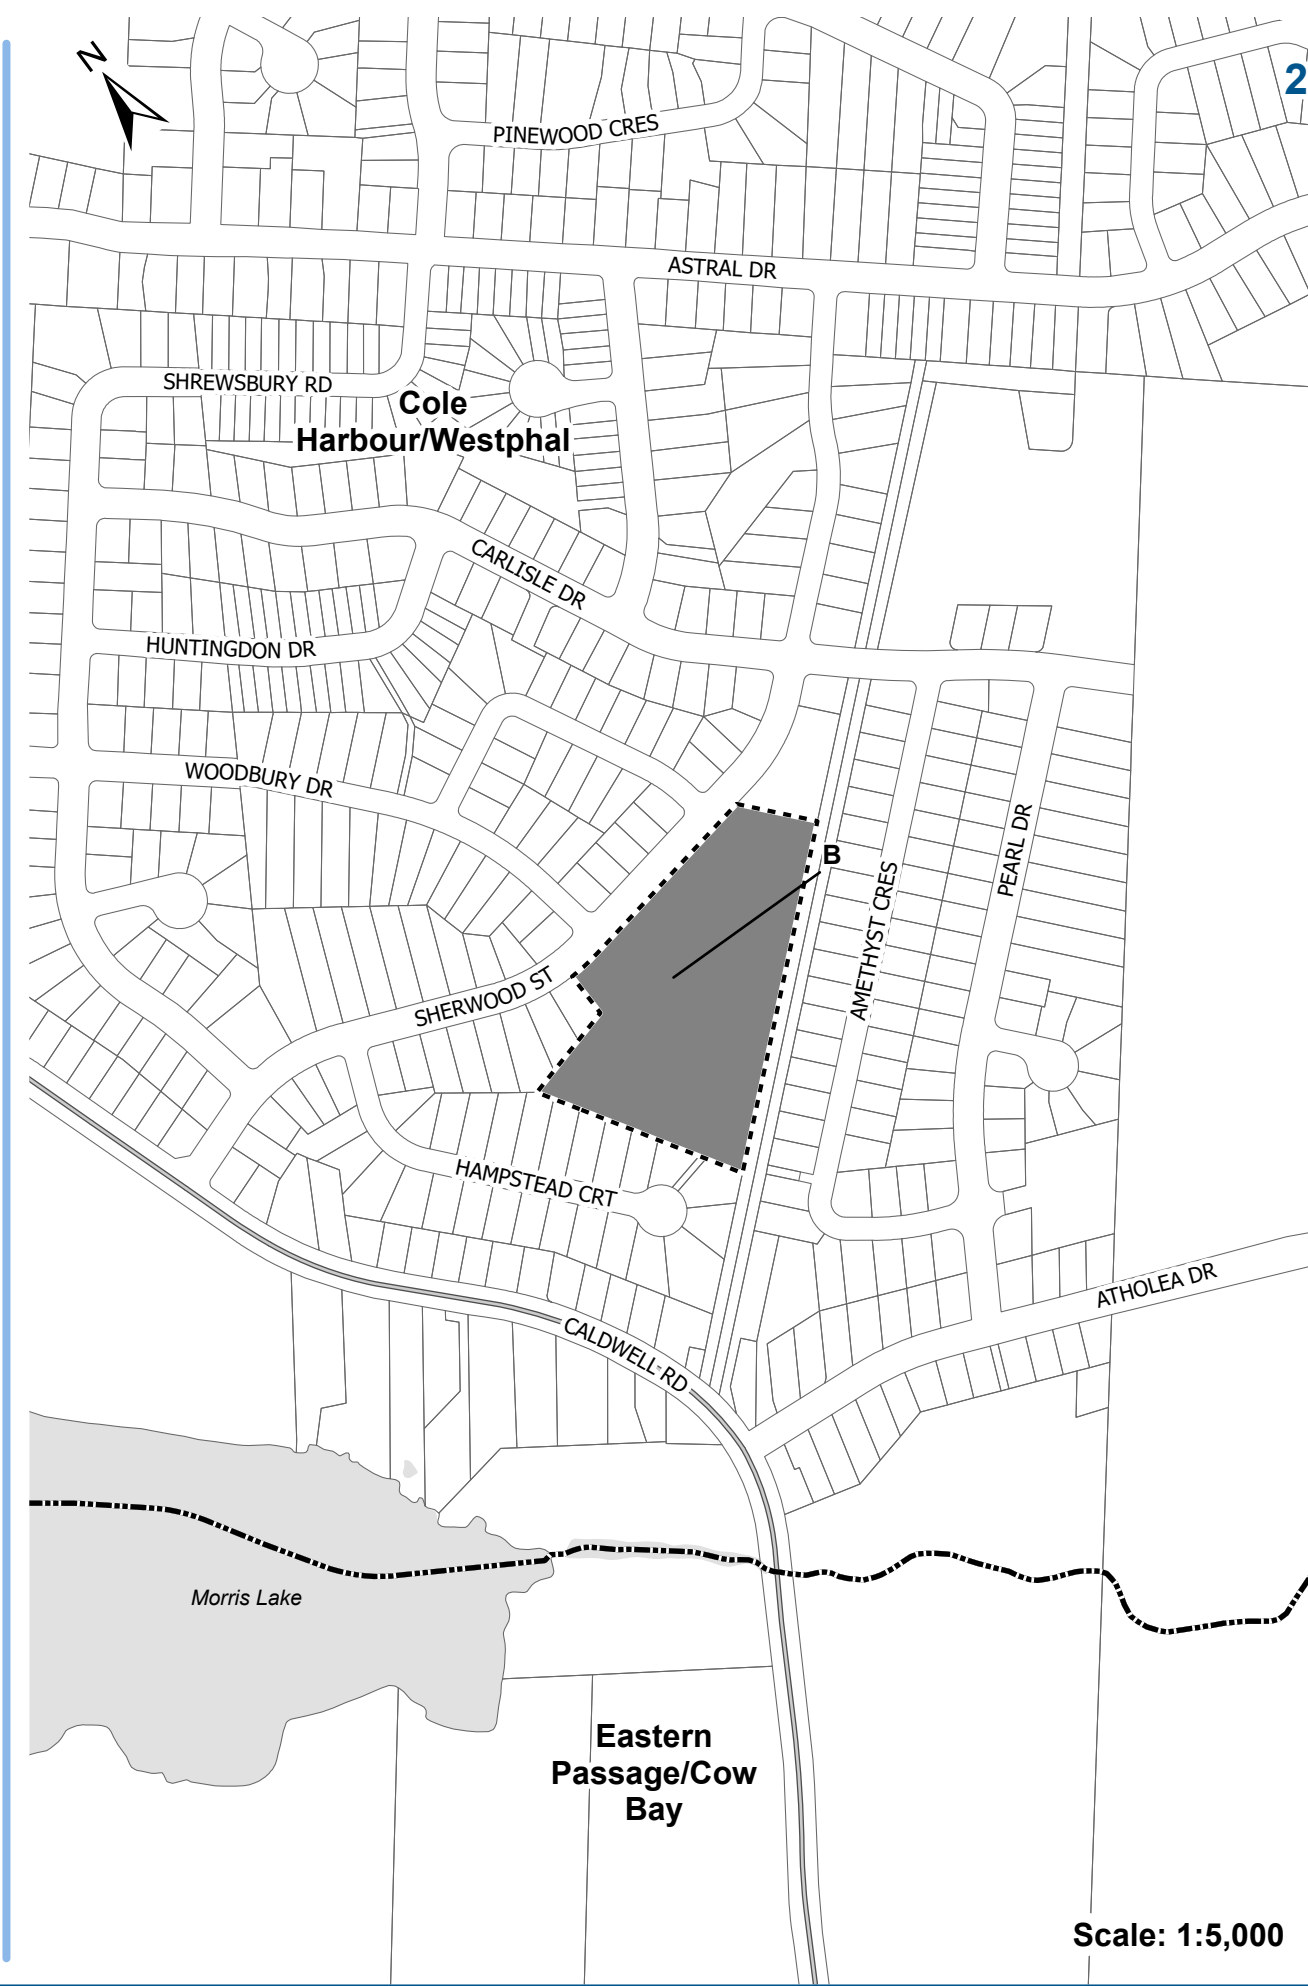 N
2
PINEWOOD CRES
ASTRAL DR
SHREWSBURY RD
Cole
Harbour/Westphal
CARLISLE DR
HUNTINGDON DR
WOODBURY DR
PEARL DR
B
AMETHYST CRES
SHERWOOD ST
HAMPSTEAD CRT
ATHOLEA DR
CALDWELL RD
Morris Lake
Eastern
Passage/Cow
Bay
Scale: 1:5,000